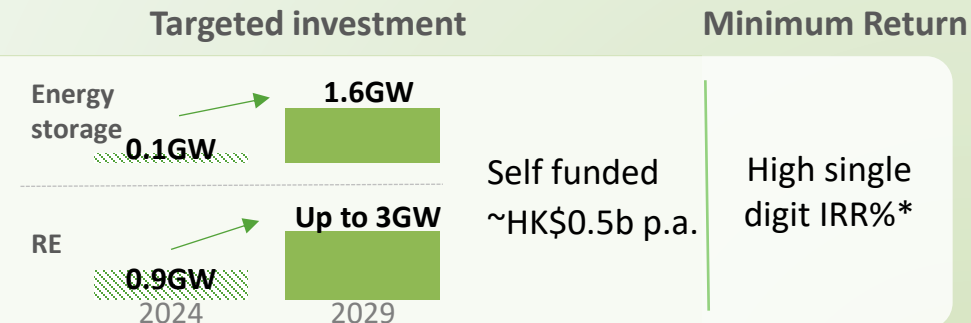 Targeted investment
Minimum Return
Energy
storage
0.1GW
1.6GW
RE
0.9GW
Up to 3GW
2024
2029
Self funded
~HK$0.5b p.a.
High single
digit IRR%*